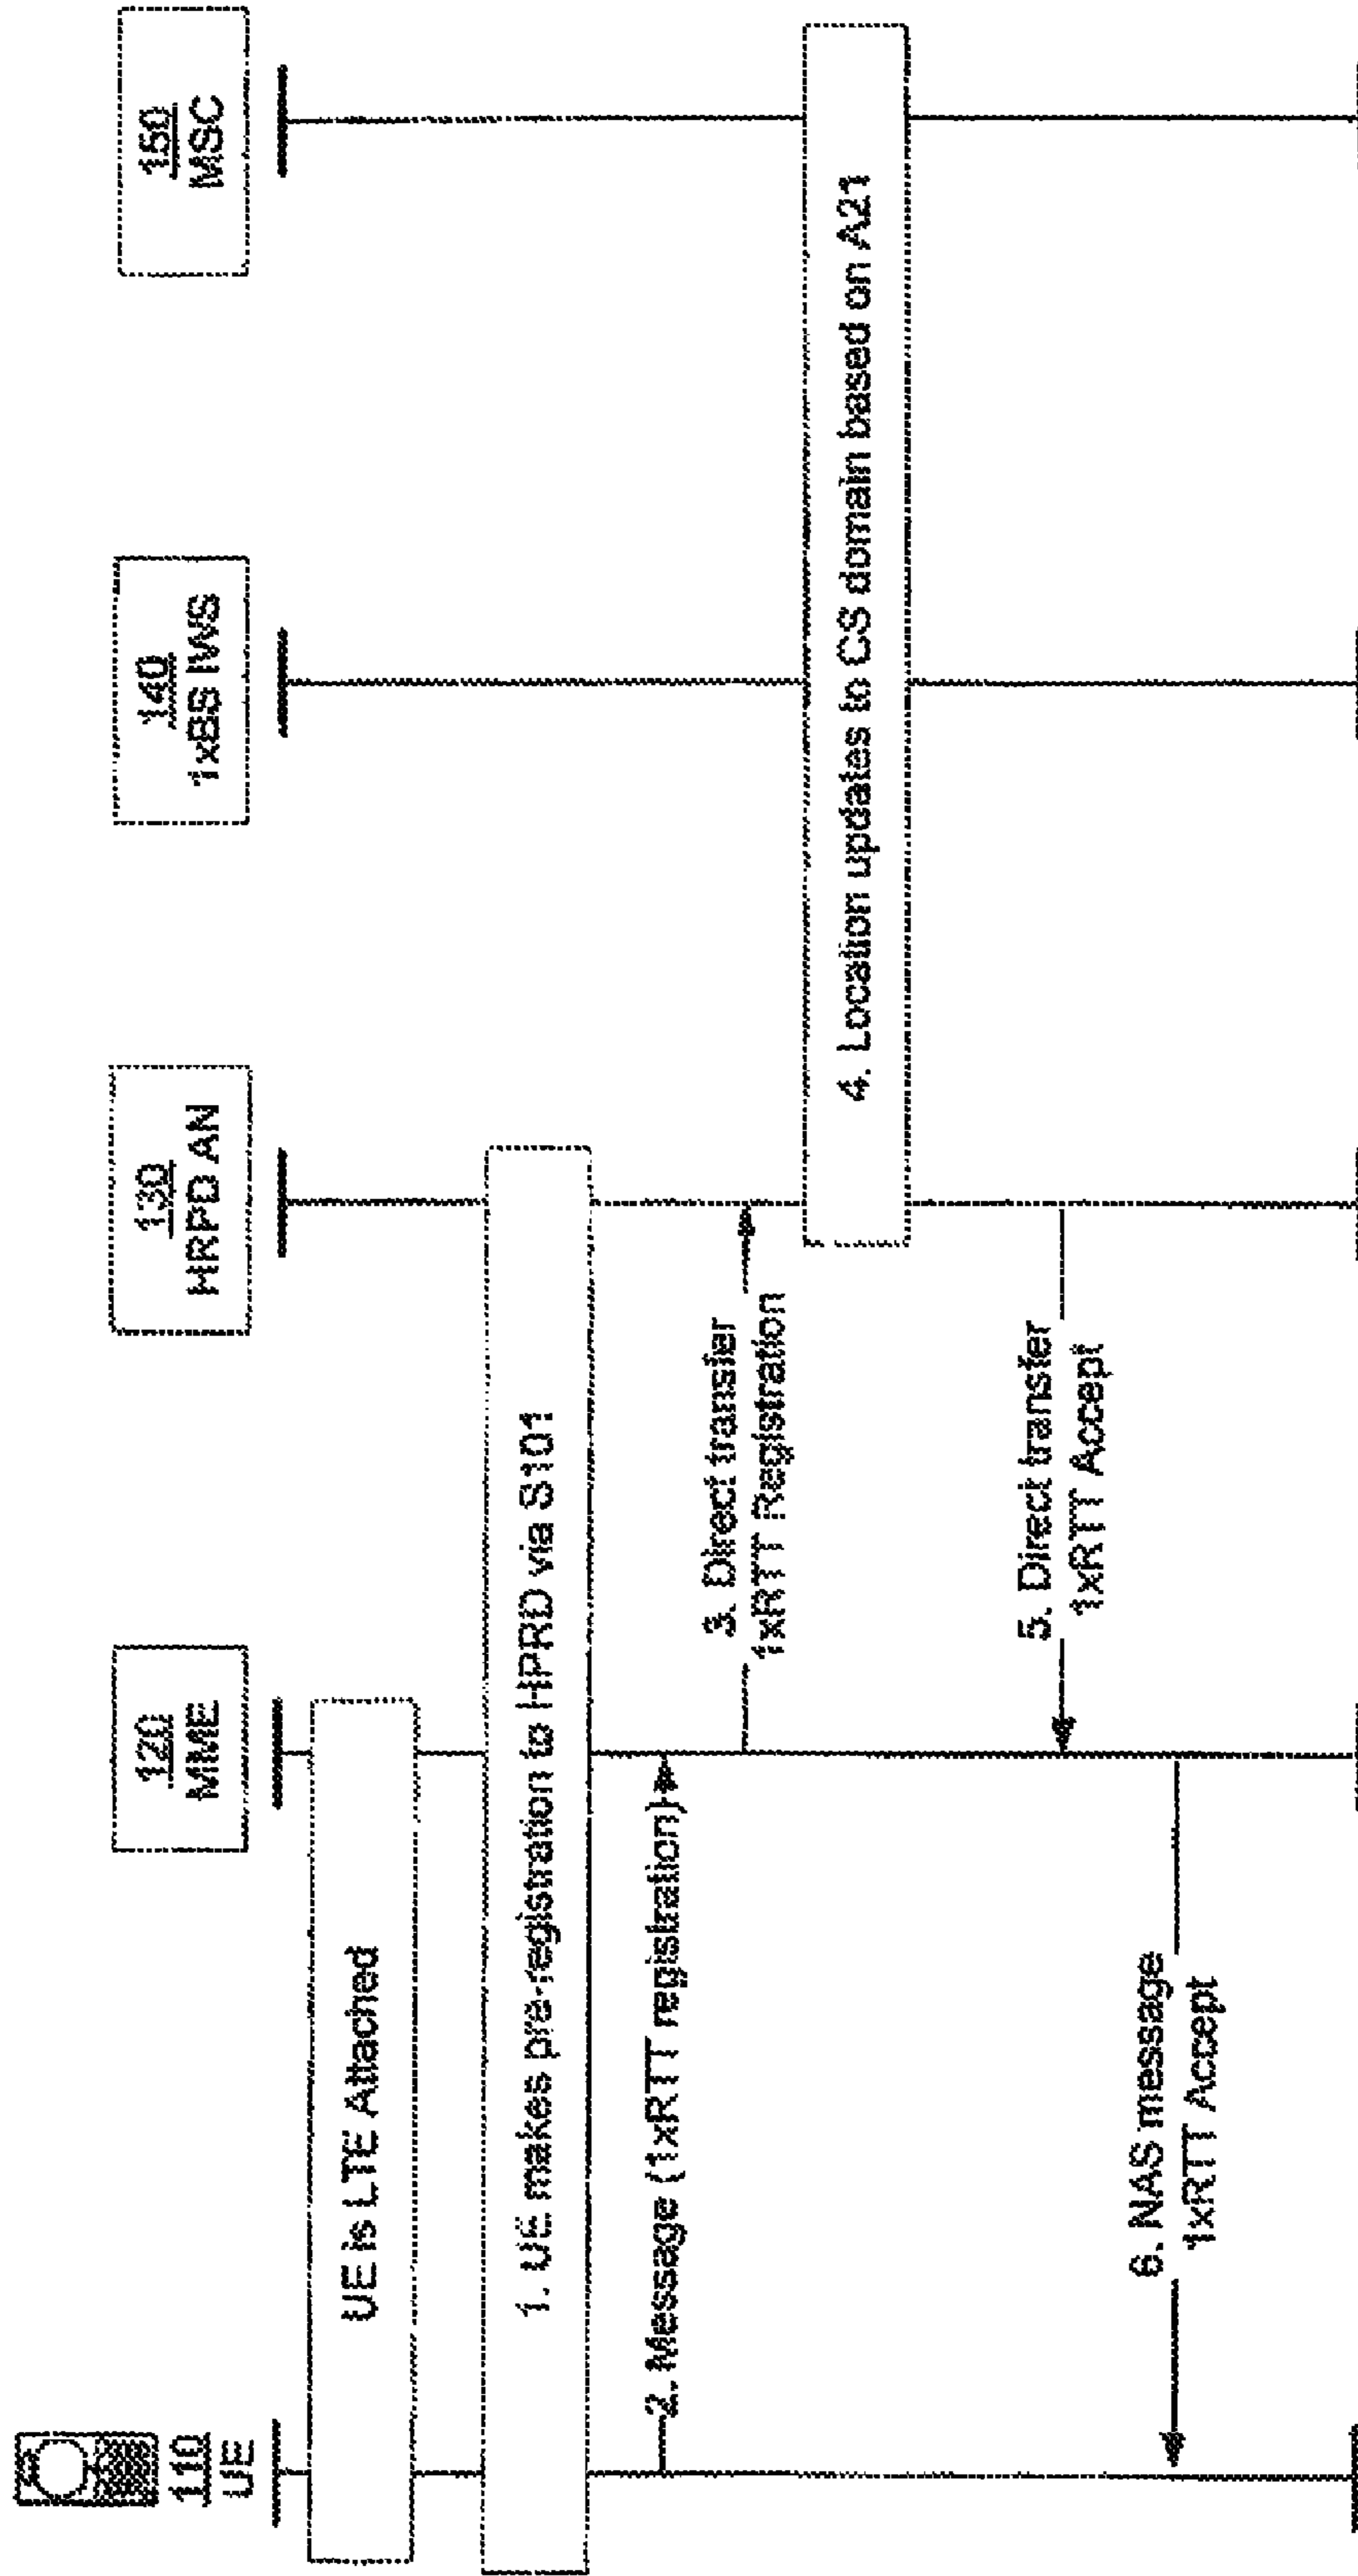 110
UE
120
MME
130
HRPD AN
140
1xBS IWS
150
MSC
UE is LTE Attached
1. UE makes pre-registration to HPRD via S101
2. Message (1xRTT registration)
3. Direct transfer
1xRTT Registration
4. Location updates to CS domain based on A21
5. Direct transfer
1xRTT Accept
6. NAS message
1xRTT Accept